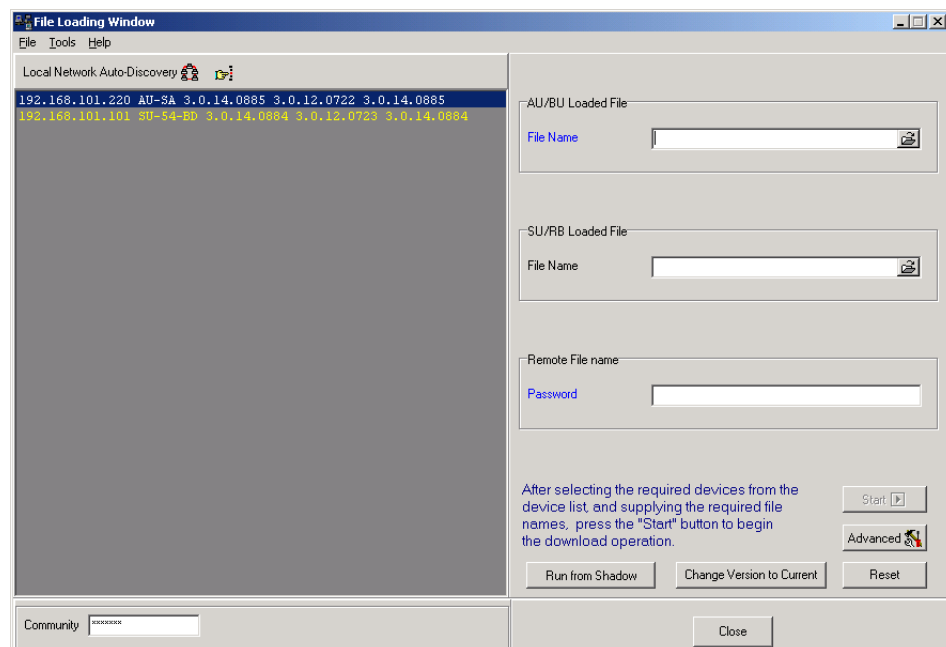 File Loading Window
File Tools Help
Local Network Auto-Discovery
192.168.101.220 AU-SA 3.0.14.0885 3.0.12.0722 3.0.14.0885
192.168.101.101 SU-54-BD 3.0.14.0884 3.0.12.0723 3.0.14.0884
AU/BU Loaded File
File Name
SU/RB Loaded File
File Name
Remote File name
Password
After selecting the required devices from the
device list, and supplying the required file
names, press the "Start" button to begin
the download operation.
Start
Advanced
Run from Shadow
Change Version to Current
Reset
Community
*******
Close